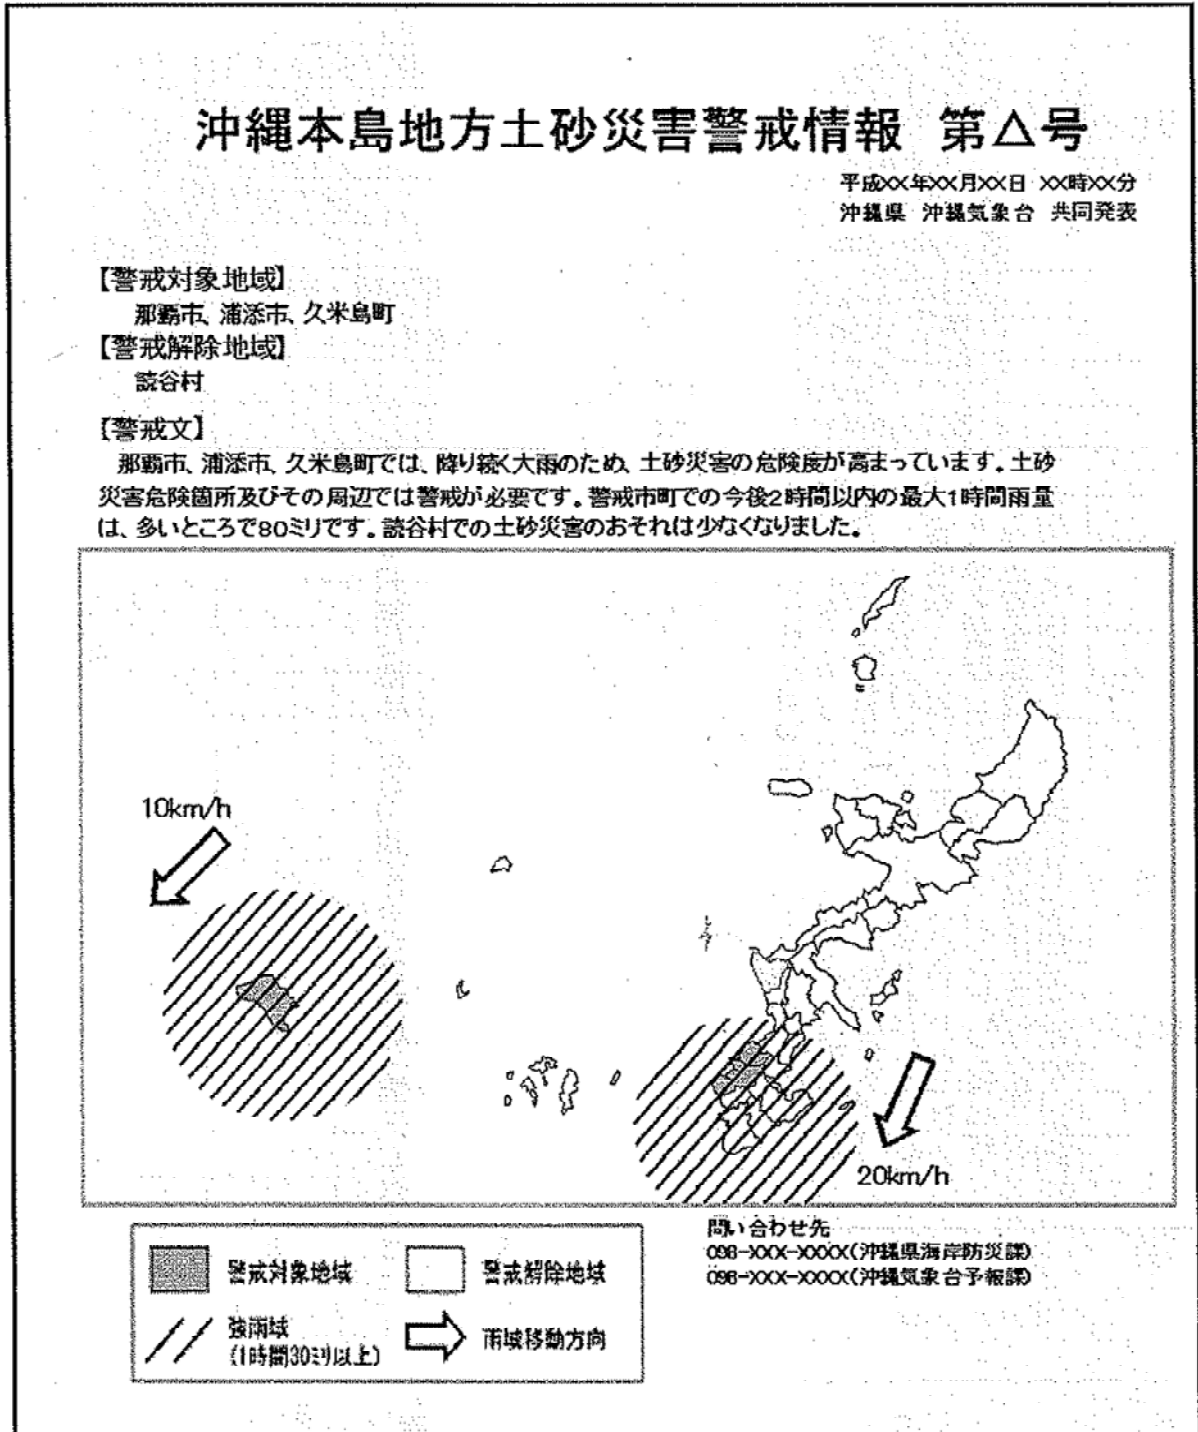 沖縄本島地方土砂災害警戒情報 第△号
平成XX年XX月XX日 XX時XX分
沖縄県 沖縄気象台 共同発表
【警戒対象地域】
那覇市、浦添市、久米島町
【警戒解除地域】
読谷村
【警戒文】
那覇市、浦添市、久米島町では、降り続く大雨のため、土砂災害の危険度が高まっています。土砂
災害危険箇所及びその周辺では警戒が必要です。警戒市町での今後2時間以内の最大1時間雨量
は、多いところで80ミリです。読谷村での土砂災害のおそれは少なくなりました。
10km/h
20km/h
問い合わせ先
098-XXX-XXXX(沖縄県海岸防災課)
098-XXX-XXXX(沖縄気象台予報課)
警戒対象地域
警戒解除地域
強雨域
(1時間30ミリ以上)
雨域移動方向